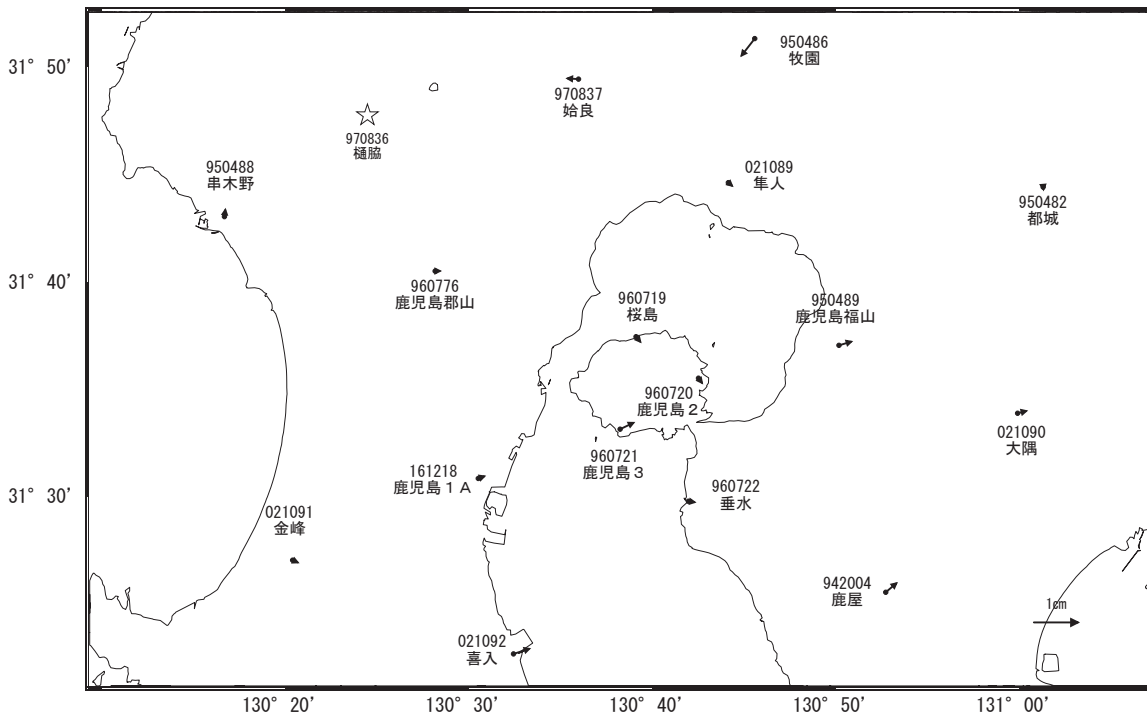 950486
牧園
31° 50′
970837
姶良
970836
樋脇
950488
串木野
021089
隼人
950482
都城
31° 40′
960776
鹿児島郡山
960719
桜島
950489
鹿児島福山
960720
鹿児島２
021090
大隅
960721
鹿児島３
161218
鹿児島１Ａ
31° 30′
960722
垂水
021091
金峰
942004
鹿屋
1㎝
021092
喜入
130° 20′
130° 30′
130° 40′
130° 50′
131° 00′